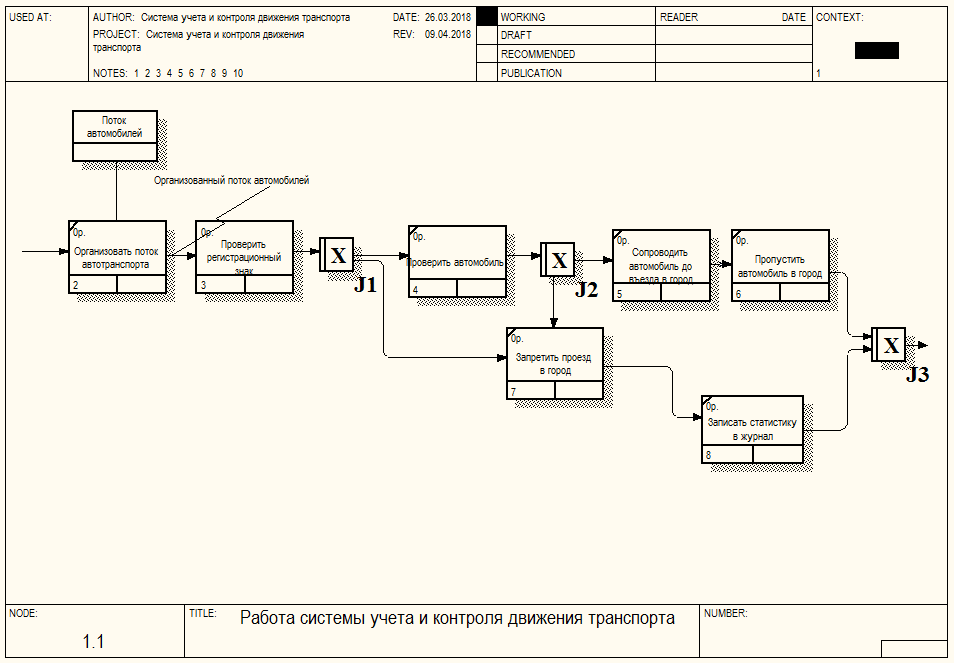 USED AT:
AUTHOR: Система учета и контроля движения транспорта
DATE: 26.03.2018
WORKING
READER
DATE
CONTEXT:
PROJECT: Система учета и контроля движения
транспорта
REV: 09.04.2018
DRAFT
RECOMMENDED
NOTES: 1 2 3 4 5 6 7 8 9 10
PUBLICATION
1
Поток
автомобилей
Организованный поток автомобилей
0р.
Организовать поток
автотранспорта
2
0р.
Проверить
регистрационный
знак
3
X
J1
0р.
Проверить автомобиль
4
X
J2
0р.
Сопроводить
автомобиль до
въезда в город
5
0р.
Пропустить
автомобиль в город
6
0р.
Запретить проезд
в город
7
X
J3
0р.
Записать статистику
в журнал
8
NODE:
1.1
TITLE:
Работа системы учета и контроля движения транспорта
NUMBER: